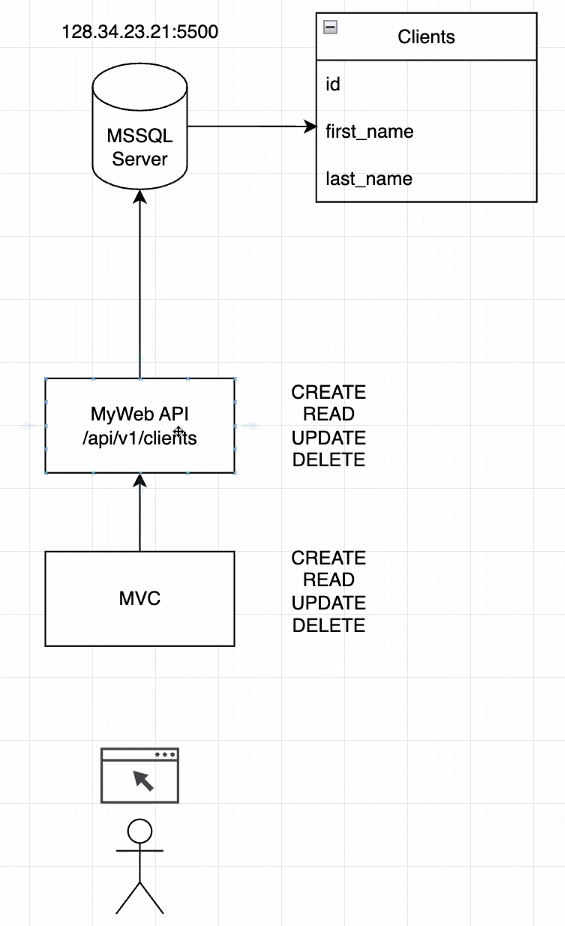 128.34.23.21:5500
Clients
id
first_name
last_name
MSSQL
Server
MyWeb API
/api/v1/clients
CREATE
READ
UPDATE
DELETE
MVC
CREATE
READ
UPDATE
DELETE